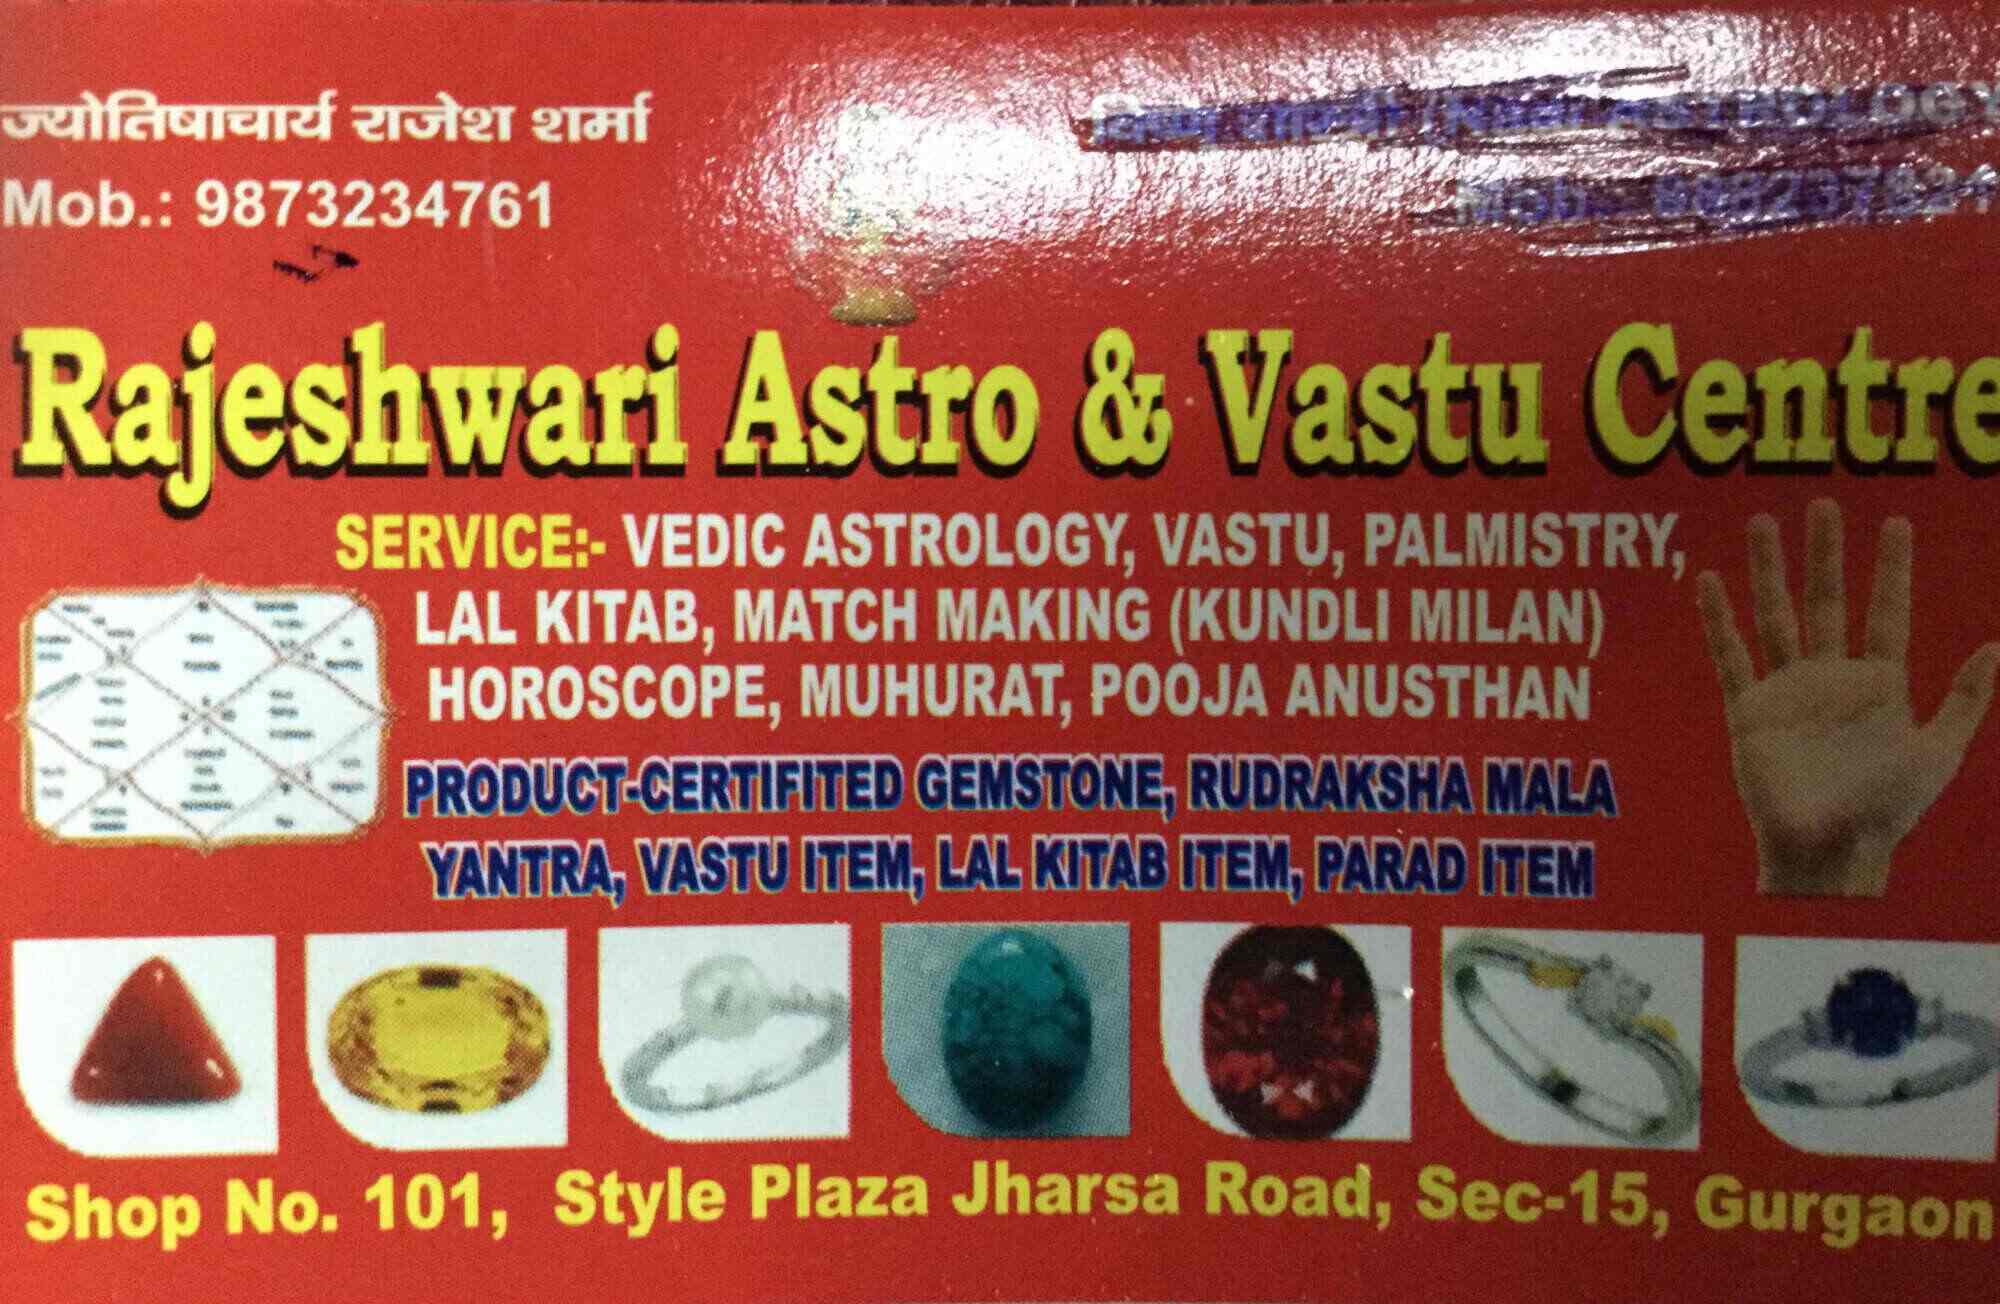 ज्योतिषाचार्य राजेश शर्मा
Mob.: 9873234761
ASTROLOGY
Mob.
Rajeshwari Astro & Vastu Centre
SERVICE:- VEDIC ASTROLOGY, VASTU, PALMISTRY,
LAL KITAB, MATCH MAKING (KUNDLI MILAN)
HOROSCOPE, MUHURAT, POOJA ANUSTHAN
PRODUCT-CERTIFITED GEMSTONE, RUDRAKSHA MALA
YANTRA, VASTU ITEM, LAL KITAB ITEM, PARAD ITEM
Shop No. 101, Style Plaza Jharsa Road, Sec-15, Gurgaon